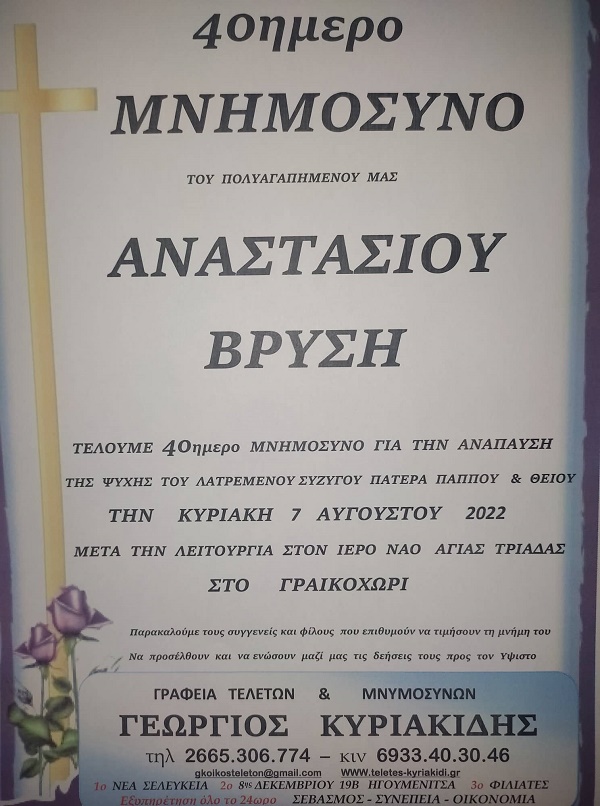 40ημερο
ΜΝΗΜΟΣΥΝΟ
ΤΟΥ ΠΟΛΥΑΓΑΠΗΜΕΝΟΥ ΜΑΣ
ΑΝΑΣΤΑΣΙΟΥ
ΒΡΥΣΗ
ΤΕΛΟΥΜΕ 40ημερο ΜΝΗΜΟΣΥΝΟ ΓΙΑ ΤΗΝ ΑΝΑΠΑΥΣΗ
ΤΗΣ ΨΥΧΗΣ ΤΟΥ ΛΑΤΡΕΜΕΝΟΥ ΣΥΖΥΓΟΥ ΠΑΤΕΡΑ ΠΑΠΠΟΥ & ΘΕΙΟΥ
ΤΗΝ ΚΥΡΙΑΚΗ 7 ΑΥΓΟΥΣΤΟΥ 2022
ΜΕΤΑ ΤΗΝ ΛΕΙΤΟΥΡΓΙΑ ΣΤΟΝ ΙΕΡΟ ΝΑΟ ΑΓΙΑΣ ΤΡΙΑΔΑΣ
ΣΤΟ ΓΡΑΙΚΟΧΩΡΙ
Παρακαλούμε τους συγγενείς και φίλους που επιθυμούν να τιμήσουν τη μνήμη του
Να προσέλθουν και να ενώσουν μαζί μας τις δεήσεις τους προς τον Υψιστο
ΓΡΑΦΕΙΑ ΤΕΛΕΤΩΝ & ΜΝΥΜΟΣΥΝΩΝ
ΓΕΩΡΓΙΟΣ ΚΥΡΙΑΚΙΔΗΣ
τηλ 2665.306.774 – κιν 6933.40.30.46
gkoikosteleton@gmail.com WWW.teletes-kyriakidi.gr
1ο ΝΕΑ ΣΕΛΕΥΚΕΙΑ 2ο 8ης ΔΕΚΕΜΒΡΙΟΥ 19Β ΗΓΟΥΜΕΝΙΤΣΑ 3ο ΦΙΛΙΑΤΕΣ
Εξυπηρέτηση όλο το 24ωρο ΣΕΒΑΣΜΟΣ - ΣΥΝΕΠΕΙΑ - ΟΙΚΟΝΟΜΙΑ